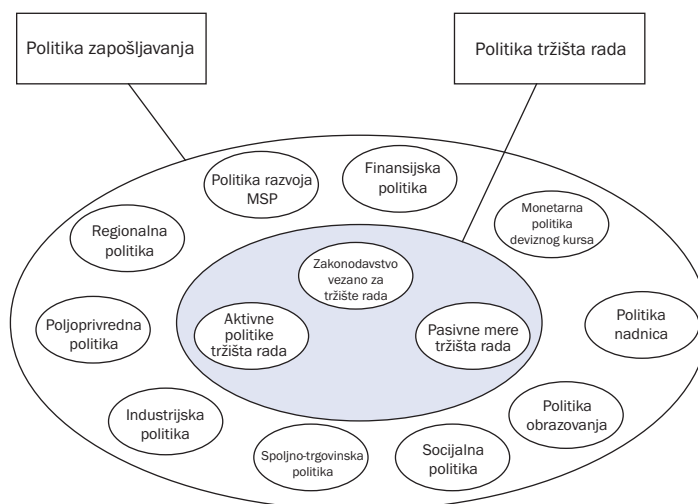 Politika zapošljavanja
Politika tržišta rada
Politika razvoja
MSP
Finansijska
politika
Monetarna
politika
deviznog kursa
Regionalna
politika
Zakonodavstvo
vezano za
tržište rada
Poljoprivredna
politika
Aktivne
politike
tržišta rada
Pasivne mere
tržišta rada
Politika
nadnica
Industrijska
politika
Politika
obrazovanja
Spoljno-trgovinska
politika
Socijalna
politika